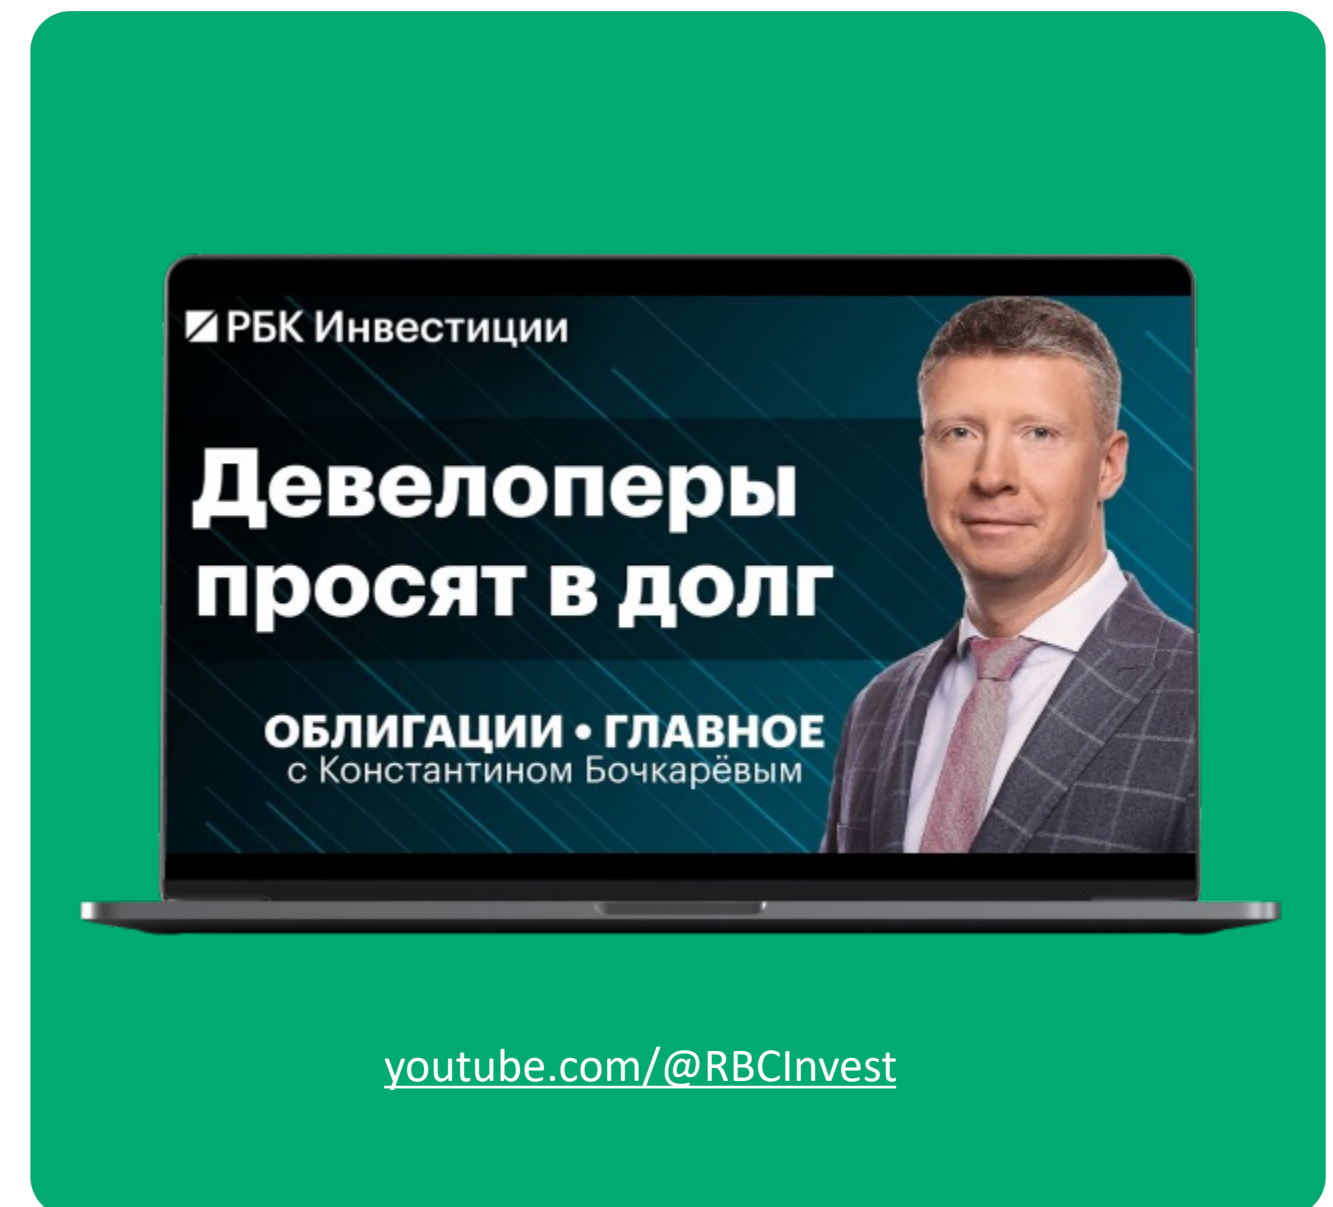 РБК Инвестиции
Девелоперы
просят в долг
ОБЛИГАЦИИ • ГЛАВНОЕ
с Константином Бочкарёвым
youtube.com/@RBCInvest